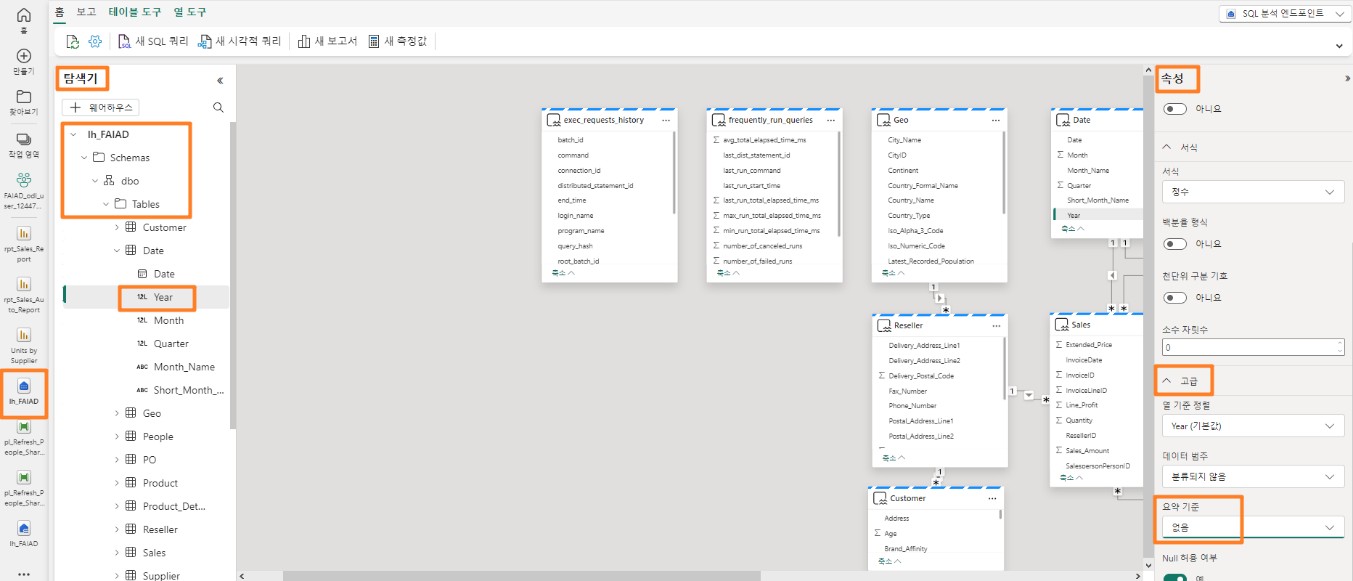 홈 보고 테이블 도구 열 도구
SQL 분석 엔드포인트
새 SQL 쿼리 새 시각적 쿼리 새 보고서 새 측정값
홈
만들기
찾아보기
작업 영역
FAIAD_odl_u
ser_12447...
rpt_Sales_Re
port
rpt_Sales_Au
to_Report
Units by
Supplier
lh_FAIAD
pl_Refresh_P
eople_Shar...
pl_Refresh_P
eople_Shar...
lh_FAIAD
탐색기
웨어하우스
lh_FAIAD
Schemas
dbo
Tables
Customer
Date
Date
Year
Month
Quarter
Month_Name
Short_Month_...
Geo
People
PO
Product
Product_Det...
Reseller
Sales
Supplier
exec_requests_history
batch_id
command
connection_id
distributed_statement_id
end_time
login_name
program_name
query_hash
root_batch_id
축소
frequently_run_queries
avg_total_elapsed_time_ms
last_dist_statement_id
last_run_command
last_run_start_time
last_run_total_elapsed_time_ms
max_run_total_elapsed_time_ms
min_run_total_elapsed_time_ms
number_of_canceled_runs
number_of_failed_runs
축소
Geo
City_Name
CityID
Continent
Country_Formal_Name
Country_Name
Country_Type
Iso_Alpha_3_Code
Iso_Numeric_Code
Latest_Recorded_Population
축소
Date
Date
Month
Month_Name
Quarter
Short_Month_Name
Year
축소
1
*
1 1
* *
Reseller
Delivery_Address_Line1
Delivery_Address_Line2
Delivery_Postal_Code
Fax_Number
Phone_Number
Postal_Address_Line1
Postal_Address_Line2
축소
1
*
Sales
Extended_Price
InvoiceDate
InvoiceID
InvoiceLineID
Line_Profit
Quantity
ResellerID
Sales_Amount
SalespersonPersonID
축소
*
1
*
Customer
Address
Age
Brand_Affinity
축소
속성
아니요
서식
서식
정수
백분율 형식
아니요
천단위 구분 기호
아니요
소수 자릿수
0
고급
열 기준 정렬
Year (기본값)
데이터 범주
분류되지 않음
요약 기준
없음
Null 허용 여부
예